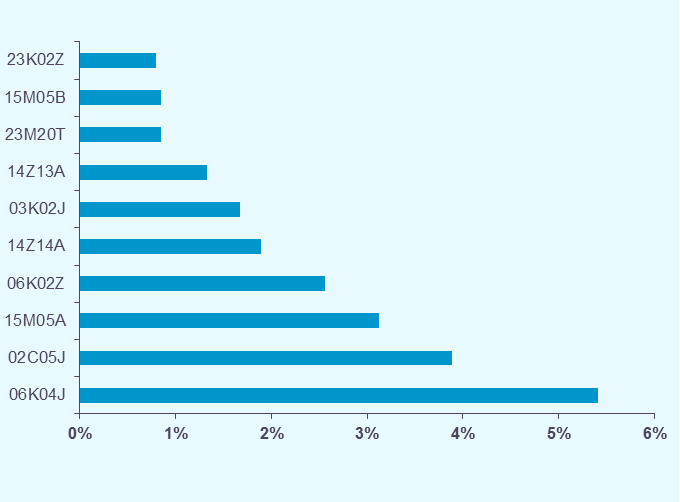 23K02Z
15M05B
23M20T
14Z13A
03K02J
14Z14A
06K02Z
15M05A
02C05J
06K04J
0% 1% 2% 3% 4% 5% 6%